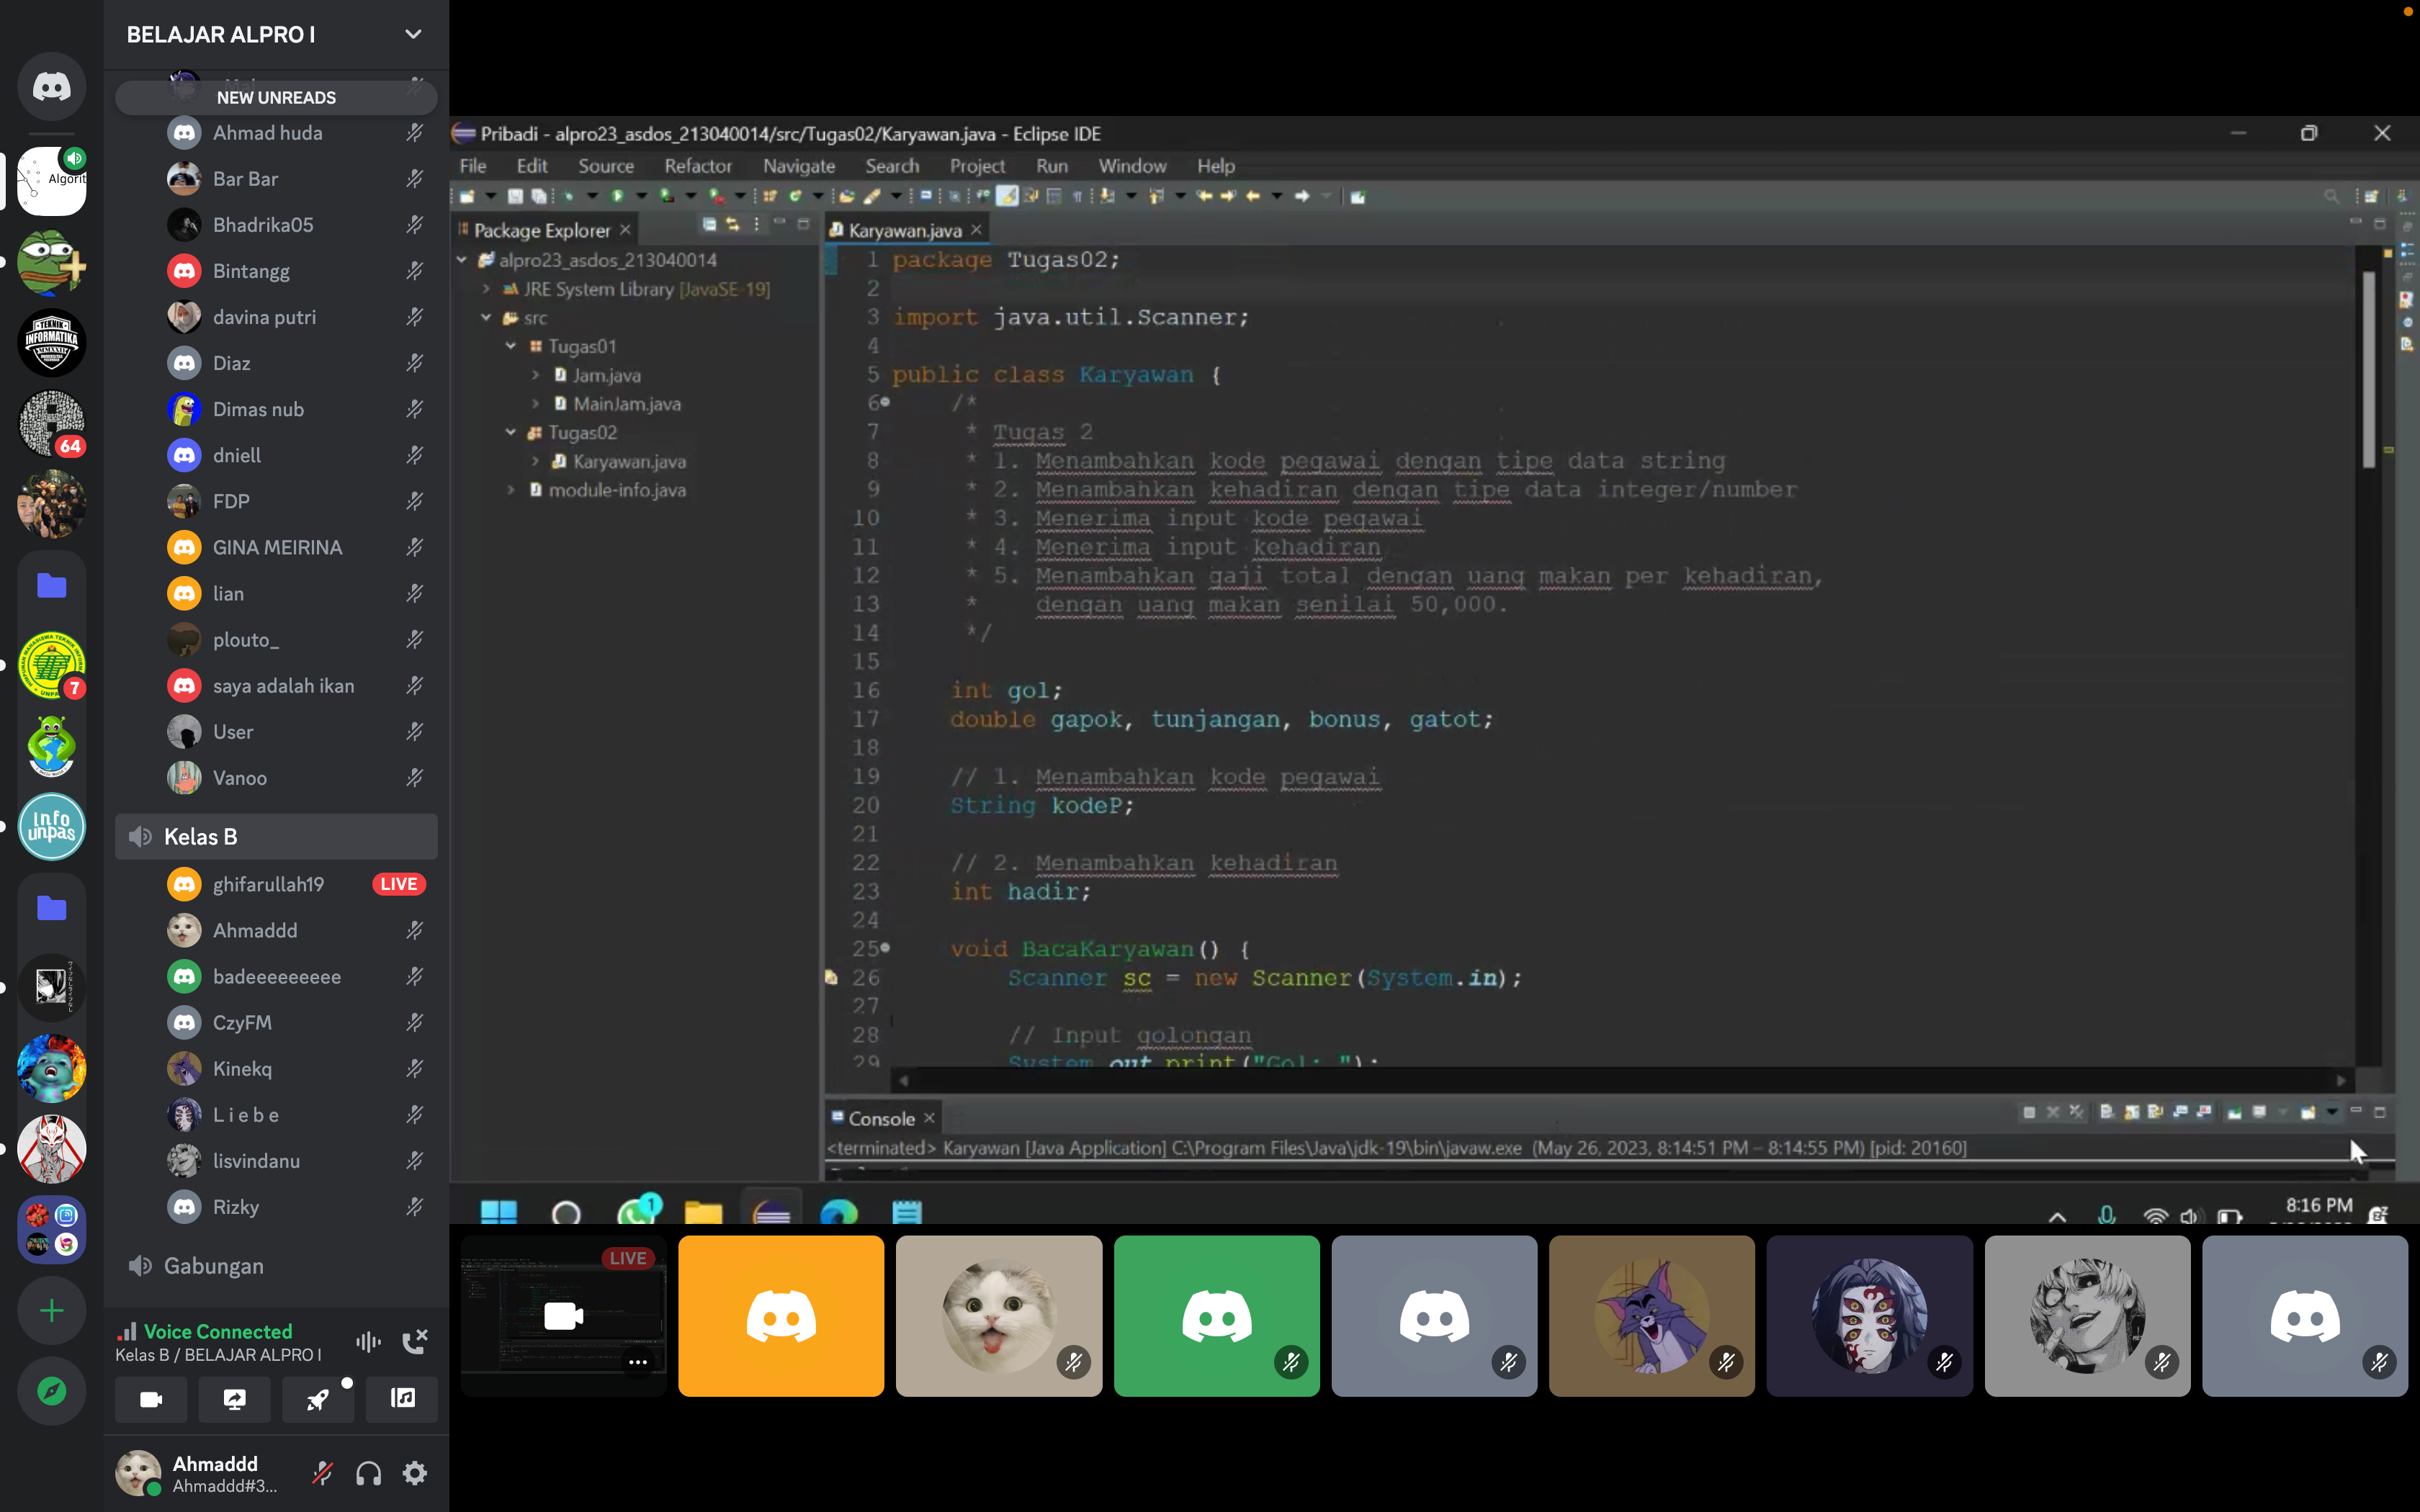 BELAJAR ALPRO I
NEW UNREADS
Ahmad huda
Bar Bar
Bhadrika05
Bintangg
davina putri
Diaz
Dimas nub
dniell
FDP
GINA MEIRINA
lian
plouto_
saya adalah ikan
User
Vanoo
Kelas B
ghifarullah19 LIVE
Ahmaddd
badeeeeeeeee
CzyFM
Kinekq
L i e b e
lisvindanu
Rizky
Gabungan
Voice Connected
Kelas B / BELAJAR ALPRO I
Ahmaddd
Ahmaddd#3...
Algorit
TEKNIK
INFORMATIKA
64
7
Info
unpas
Pribadi - alpro23_asdos_213040014/src/Tugas02/Karyawan.java - Eclipse IDE
File Edit Source Refactor Navigate Search Project Run Window Help
Package Explorer
alpro23_asdos_213040014
JRE System Library [JavaSE-19]
src
Tugas01
Jam.java
MainJam.java
Tugas02
Karyawan.java
module-info.java
Karyawan.java
1 package Tugas02;
2
3 import java.util.Scanner;
4
5 public class Karyawan {
6 /*
7 * Tugas 2
8 * 1. Menambahkan kode pegawai dengan tipe data string
9 * 2. Menambahkan kehadiran dengan tipe data integer/number
10 * 3. Menerima input kode pegawai
11 * 4. Menerima input kehadiran
12 * 5. Menambahkan gaji total dengan uang makan per kehadiran,
13 * dengan uang makan senilai 50,000.
14 */
15
16 int gol;
17 double gapok, tunjangan, bonus, gatot;
18
19 // 1. Menambahkan kode pegawai
20 String kodeP;
21
22 // 2. Menambahkan kehadiran
23 int hadir;
24
25 void BacaKaryawan() {
26 Scanner sc = new Scanner(System.in);
27
28 // Input golongan
29 System.out.print("Gol: ");
Console
<terminated> Karyawan [Java Application] C:\Program Files\Java\jdk-19\bin\javaw.exe (May 26, 2023, 8:14:51 PM – 8:14:55 PM) [pid: 20160]
1
8:16 PM
LIVE